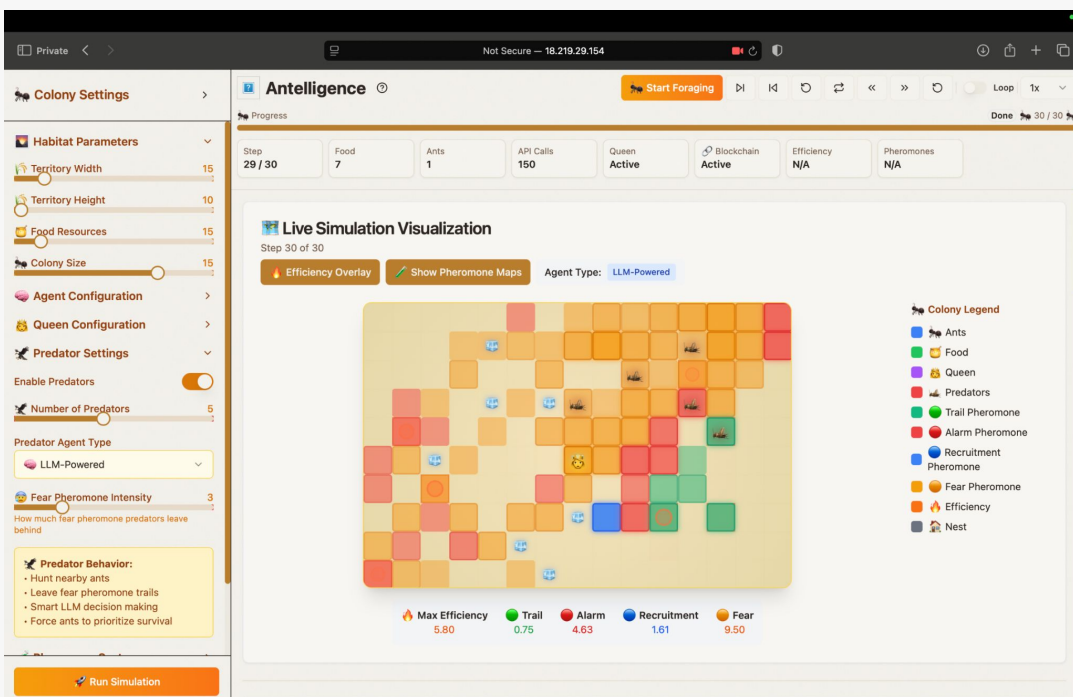 Private
Not Secure — 18.219.29.154
Colony Settings
Antelligence
Start Foraging
Loop
1x
Progress
Done 30 / 30
Habitat Parameters
Territory Width 15
Territory Height 10
Food Resources 15
Colony Size 15
Agent Configuration
Queen Configuration
Predator Settings
Enable Predators
Number of Predators 5
Predator Agent Type
LLM-Powered
Fear Pheromone Intensity 3
How much fear pheromone predators leave
behind
Predator Behavior:
• Hunt nearby ants
• Leave fear pheromone trails
• Smart LLM decision making
• Force ants to prioritize survival
Run Simulation
Step
29 / 30
Food
7
Ants
1
API Calls
150
Queen
Active
Blockchain
Active
Efficiency
N/A
Pheromones
N/A
Live Simulation Visualization
Step 30 of 30
Efficiency Overlay
Show Pheromone Maps
Agent Type: LLM-Powered
Colony Legend
Ants
Food
Queen
Predators
Trail Pheromone
Alarm Pheromone
Recruitment
Pheromone
Fear Pheromone
Efficiency
Nest
Max Efficiency
5.80
Trail
0.75
Alarm
4.63
Recruitment
1.61
Fear
9.50